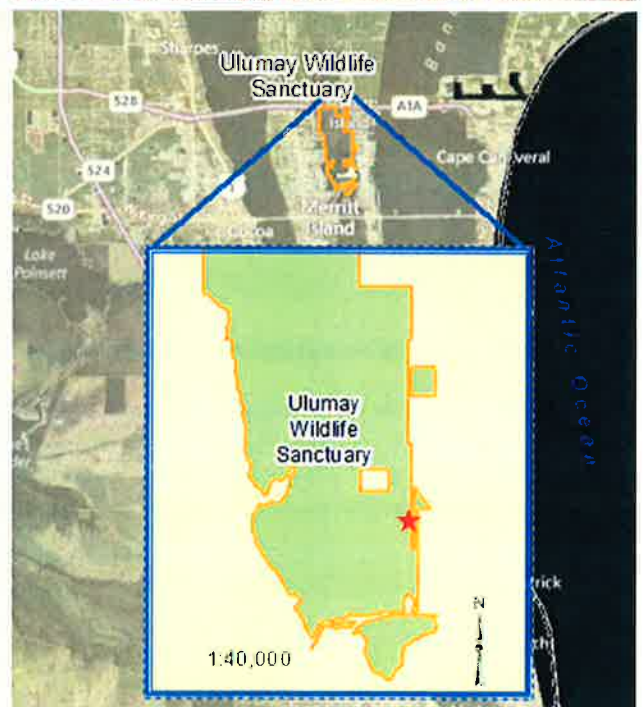 Sharpes
Ulumay Wildlife
Sanctuary
528
A1A
Cape Canaveral
524
520
Merritt
Island
Cocoa
Lake
Poinsett
Atlantic Ocean
Ulumay
Wildlife
Sanctuary
rick
1:40,000